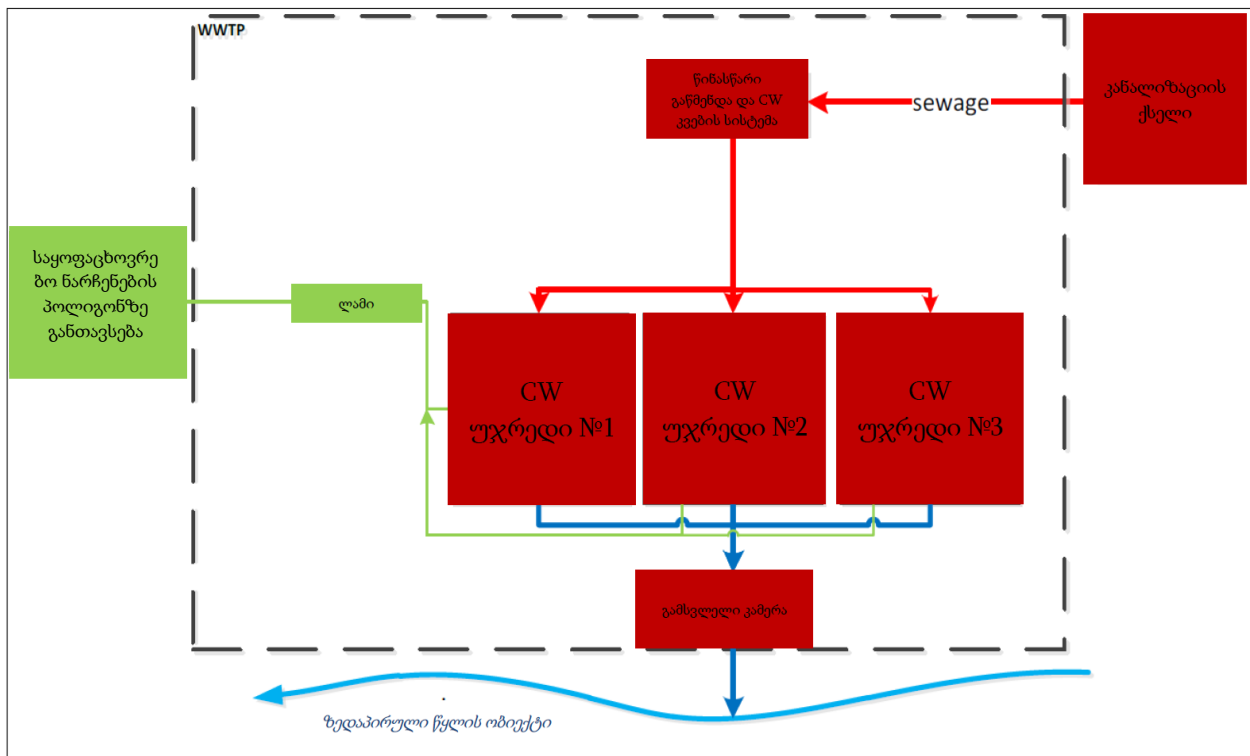 WWTP
წინასწარი
გაწმენდა და CW
კვების სისტემა
sewage
კანალიზაციის
ქსელი
საყოფაცხოვრე
ბო ნარჩენების
პოლიგონზე
განთავსება
ლამი
CW
უჯრედი №1
CW
უჯრედი №2
CW
უჯრედი №3
გამსვლელი კამერა
ზედაპირული წყლის ობიექტი